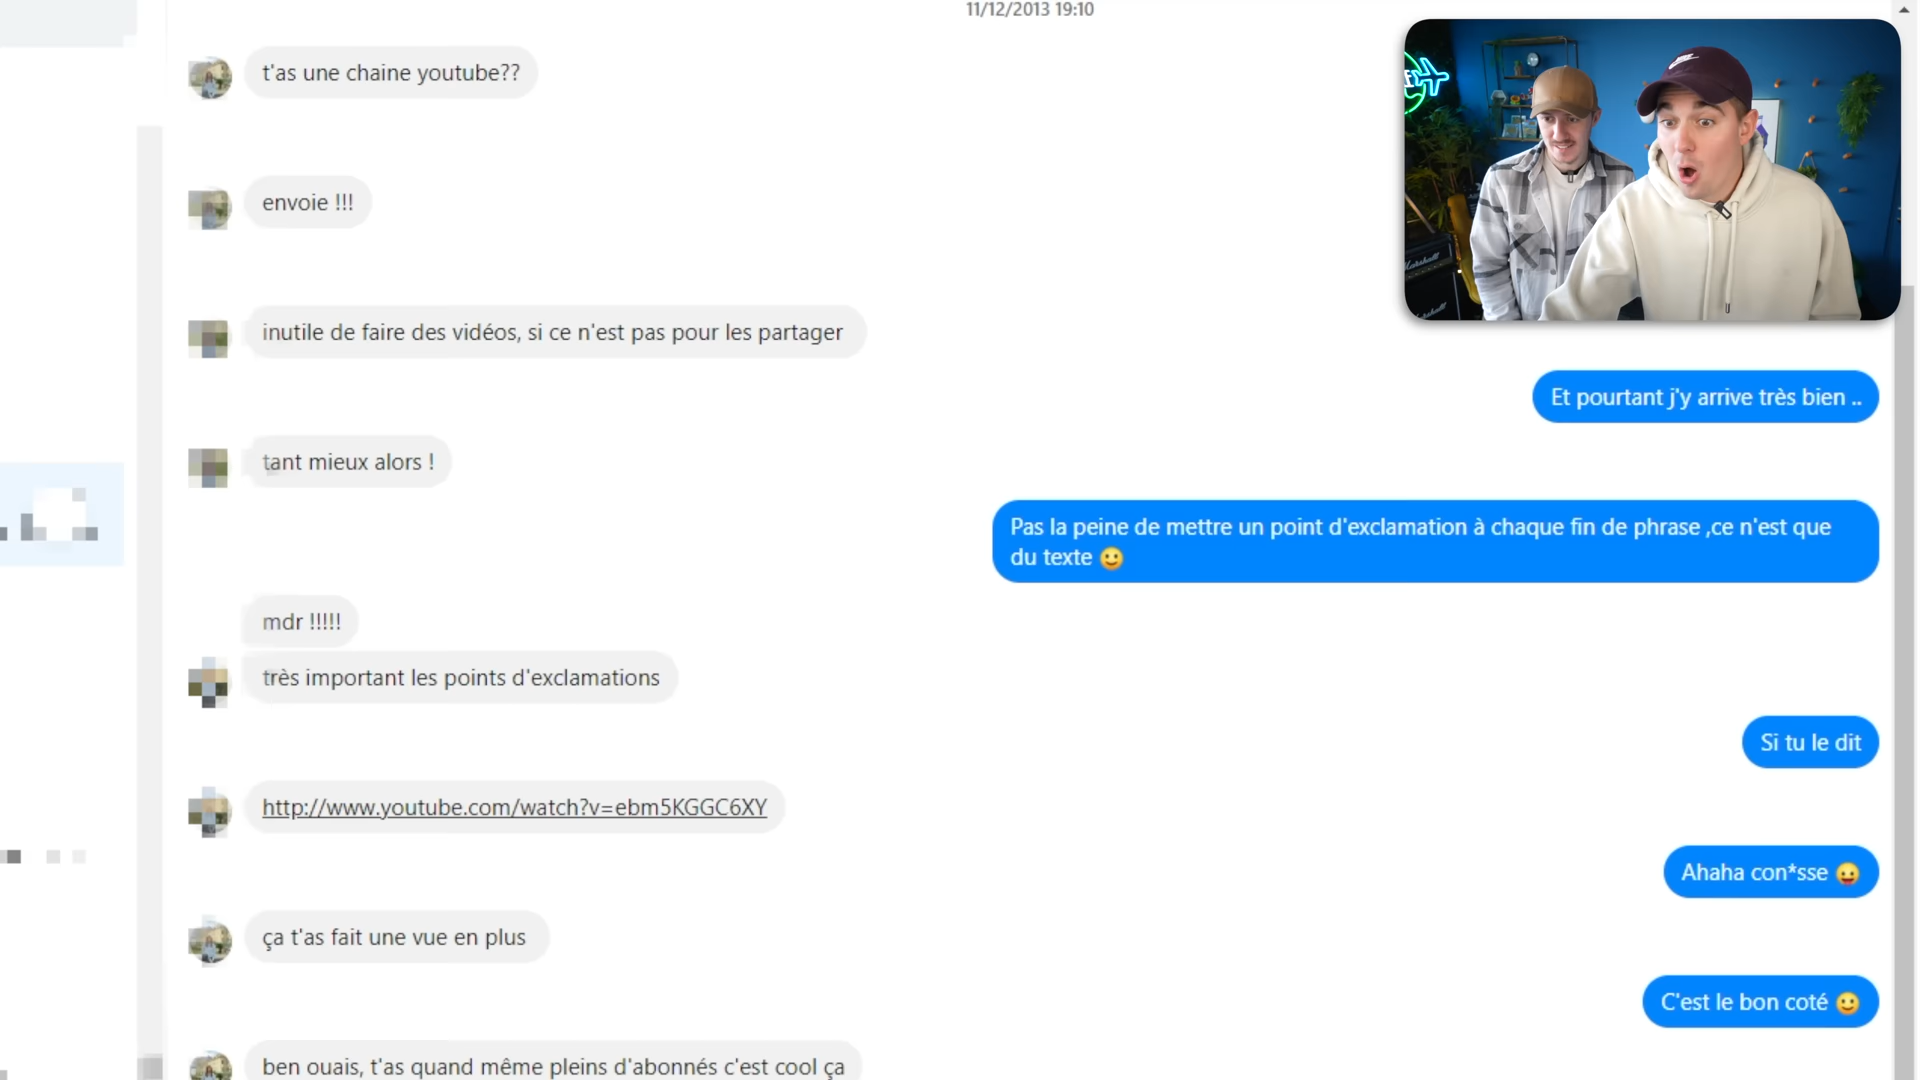 11/12/2013 19:10
t'as une chaine youtube??
envoie !!!
inutile de faire des vidéos, si ce n'est pas pour les partager
Et pourtant j'y arrive très bien ..
tant mieux alors !
Pas la peine de mettre un point d'exclamation à chaque fin de phrase ,ce n'est que
du texte 🙂
mdr !!!!!
très important les points d'exclamations
Si tu le dit
http://www.youtube.com/watch?v=ebm5KGGC6XY
Ahaha con*sse 😜
ça t'as fait une vue en plus
C'est le bon coté 🙂
ben ouais, t'as quand même pleins d'abonnés c'est cool ça
Marshall
Marshall